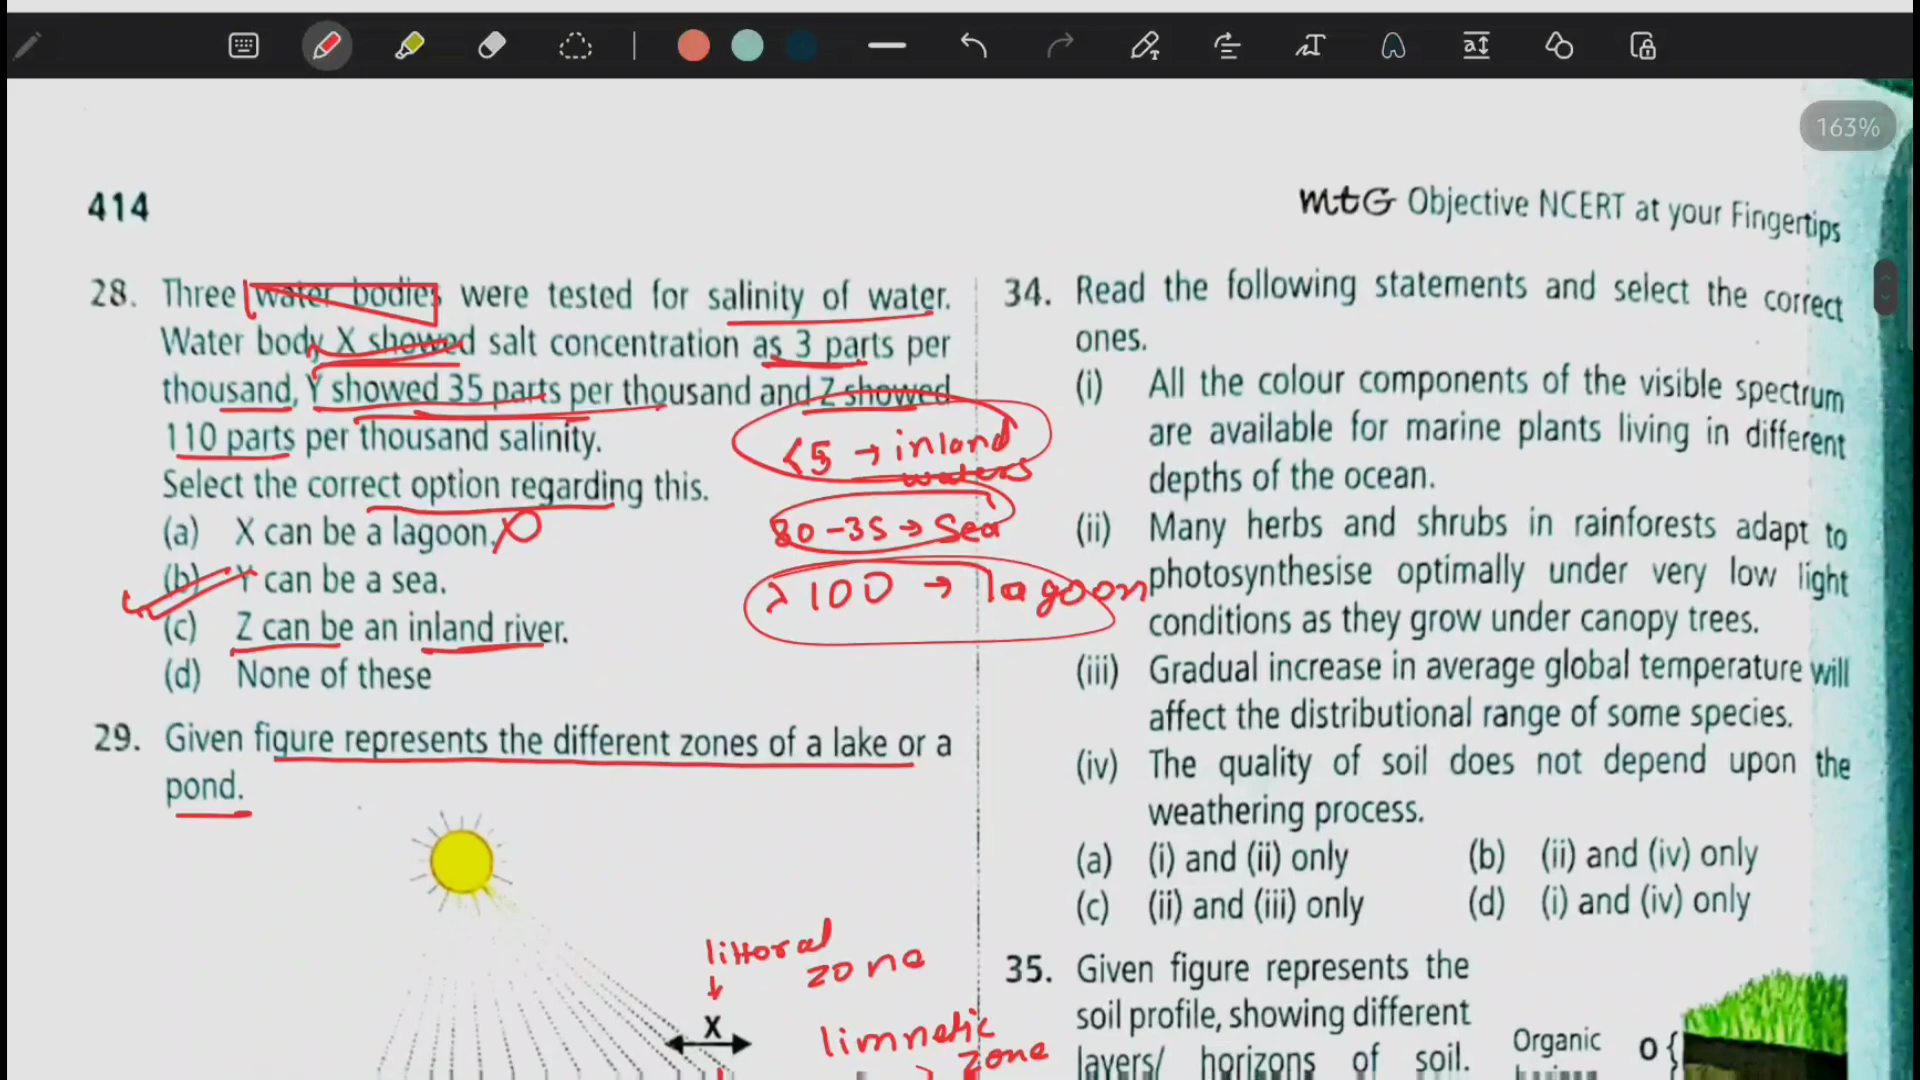 163%
414
mtG Objective NCERT at your Fingertips
28. Three water bodies were tested for salinity of water.
Water body X showed salt concentration as 3 parts per
thousand, Y showed 35 parts per thousand and Z showed
110 parts per thousand salinity.
Select the correct option regarding this.
(a) X can be a lagoon.
(b) Y can be a sea.
(c) Z can be an inland river.
(d) None of these
<5 → inland
waters
30-35 → Sea
> 100 → lagoon
29. Given figure represents the different zones of a lake or a
pond.
littoral
zone
X
limnetic
zone
34. Read the following statements and select the correct
ones.
(i) All the colour components of the visible spectrum
are available for marine plants living in different
depths of the ocean.
(ii) Many herbs and shrubs in rainforests adapt to
photosynthesise optimally under very low light
conditions as they grow under canopy trees.
(iii) Gradual increase in average global temperature will
affect the distributional range of some species.
(iv) The quality of soil does not depend upon the
weathering process.
(a) (i) and (ii) only (b) (ii) and (iv) only
(c) (ii) and (iii) only (d) (i) and (iv) only
35. Given figure represents the
soil profile, showing different
layers/ horizons of soil.
Organic
O